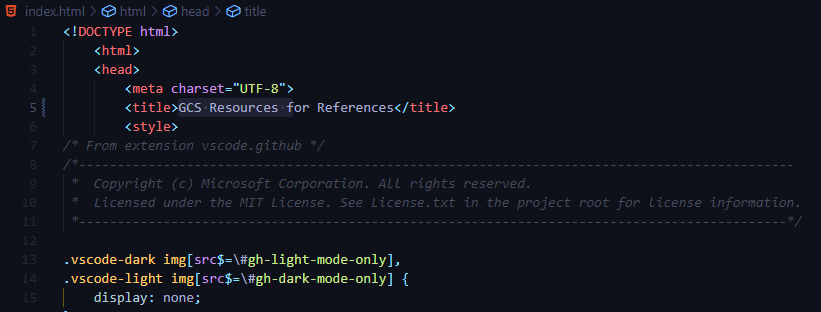 index.html > html > head > title
1 <!DOCTYPE html>
2 <html>
3 <head>
4 <meta charset="UTF-8">
5 <title>GCS Resources for References</title>
6 <style>
7 /* From extension vscode.github */
8 /*---------------------------------------------------------------------------------------------
9 * Copyright (c) Microsoft Corporation. All rights reserved.
10 * Licensed under the MIT License. See License.txt in the project root for license information.
11 *--------------------------------------------------------------------------------------------*/
12
13 .vscode-dark img[src$=\#gh-light-mode-only],
14 .vscode-light img[src$=\#gh-dark-mode-only] {
15 display: none;